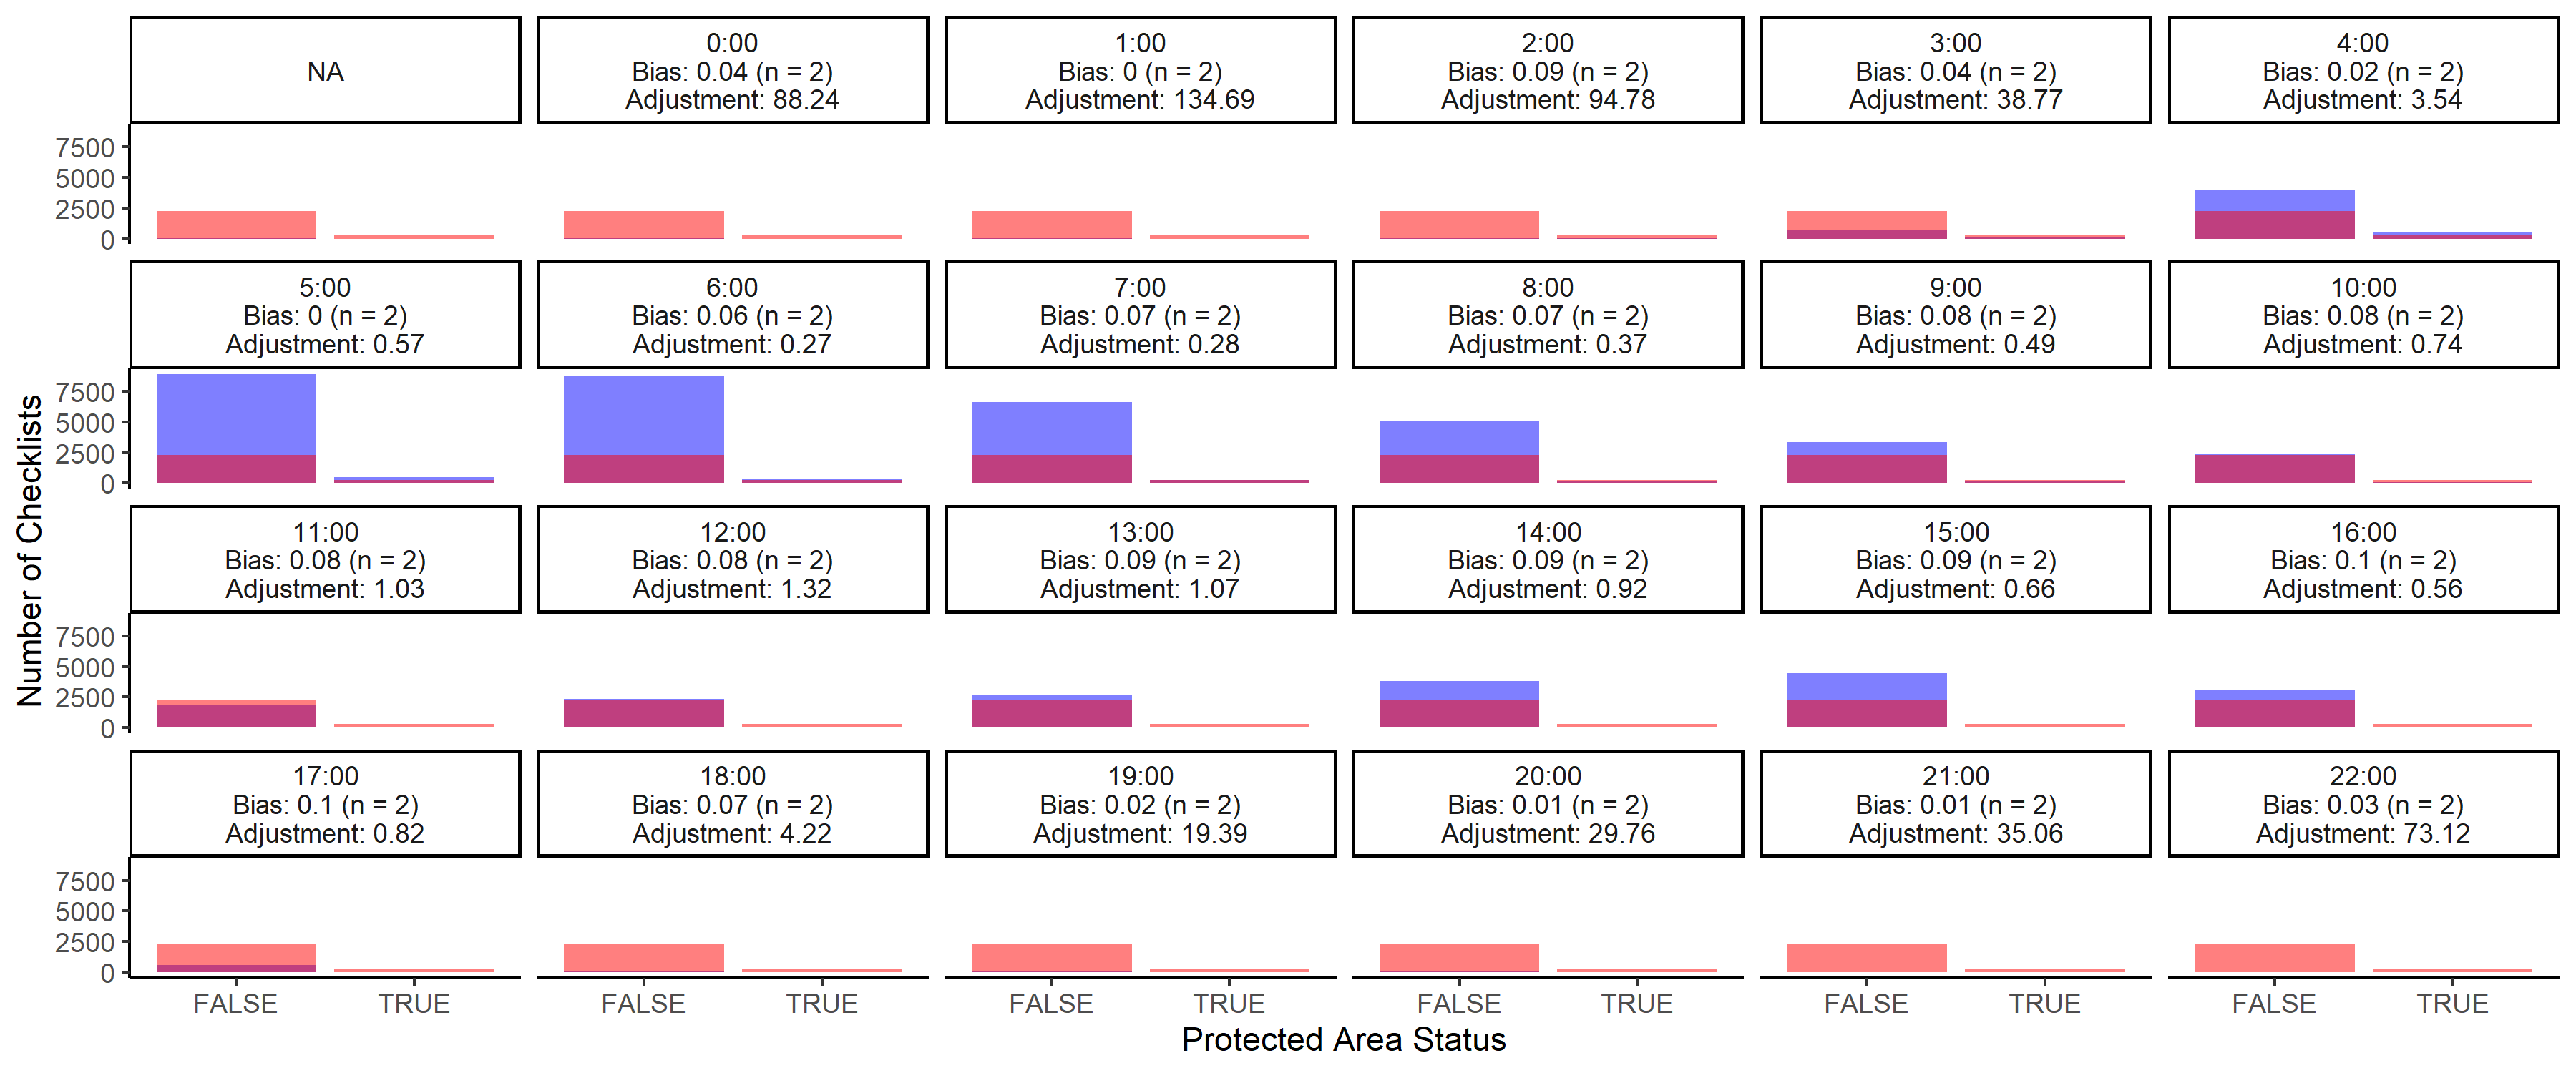 NA
0:00
Bias: 0.04 (n = 2)
Adjustment: 88.24
1:00
Bias: 0 (n = 2)
Adjustment: 134.69
2:00
Bias: 0.09 (n = 2)
Adjustment: 94.78
3:00
Bias: 0.04 (n = 2)
Adjustment: 38.77
4:00
Bias: 0.02 (n = 2)
Adjustment: 3.54
7500
5000
2500
0
5:00
Bias: 0 (n = 2)
Adjustment: 0.57
6:00
Bias: 0.06 (n = 2)
Adjustment: 0.27
7:00
Bias: 0.07 (n = 2)
Adjustment: 0.28
8:00
Bias: 0.07 (n = 2)
Adjustment: 0.37
9:00
Bias: 0.08 (n = 2)
Adjustment: 0.49
10:00
Bias: 0.08 (n = 2)
Adjustment: 0.74
7500
5000
2500
0
Number of Checklists
11:00
Bias: 0.08 (n = 2)
Adjustment: 1.03
12:00
Bias: 0.08 (n = 2)
Adjustment: 1.32
13:00
Bias: 0.09 (n = 2)
Adjustment: 1.07
14:00
Bias: 0.09 (n = 2)
Adjustment: 0.92
15:00
Bias: 0.09 (n = 2)
Adjustment: 0.66
16:00
Bias: 0.1 (n = 2)
Adjustment: 0.56
7500
5000
2500
0
17:00
Bias: 0.1 (n = 2)
Adjustment: 0.82
18:00
Bias: 0.07 (n = 2)
Adjustment: 4.22
19:00
Bias: 0.02 (n = 2)
Adjustment: 19.39
20:00
Bias: 0.01 (n = 2)
Adjustment: 29.76
21:00
Bias: 0.01 (n = 2)
Adjustment: 35.06
22:00
Bias: 0.03 (n = 2)
Adjustment: 73.12
7500
5000
2500
0
FALSE TRUE FALSE TRUE FALSE TRUE FALSE TRUE FALSE TRUE FALSE TRUE
Protected Area Status